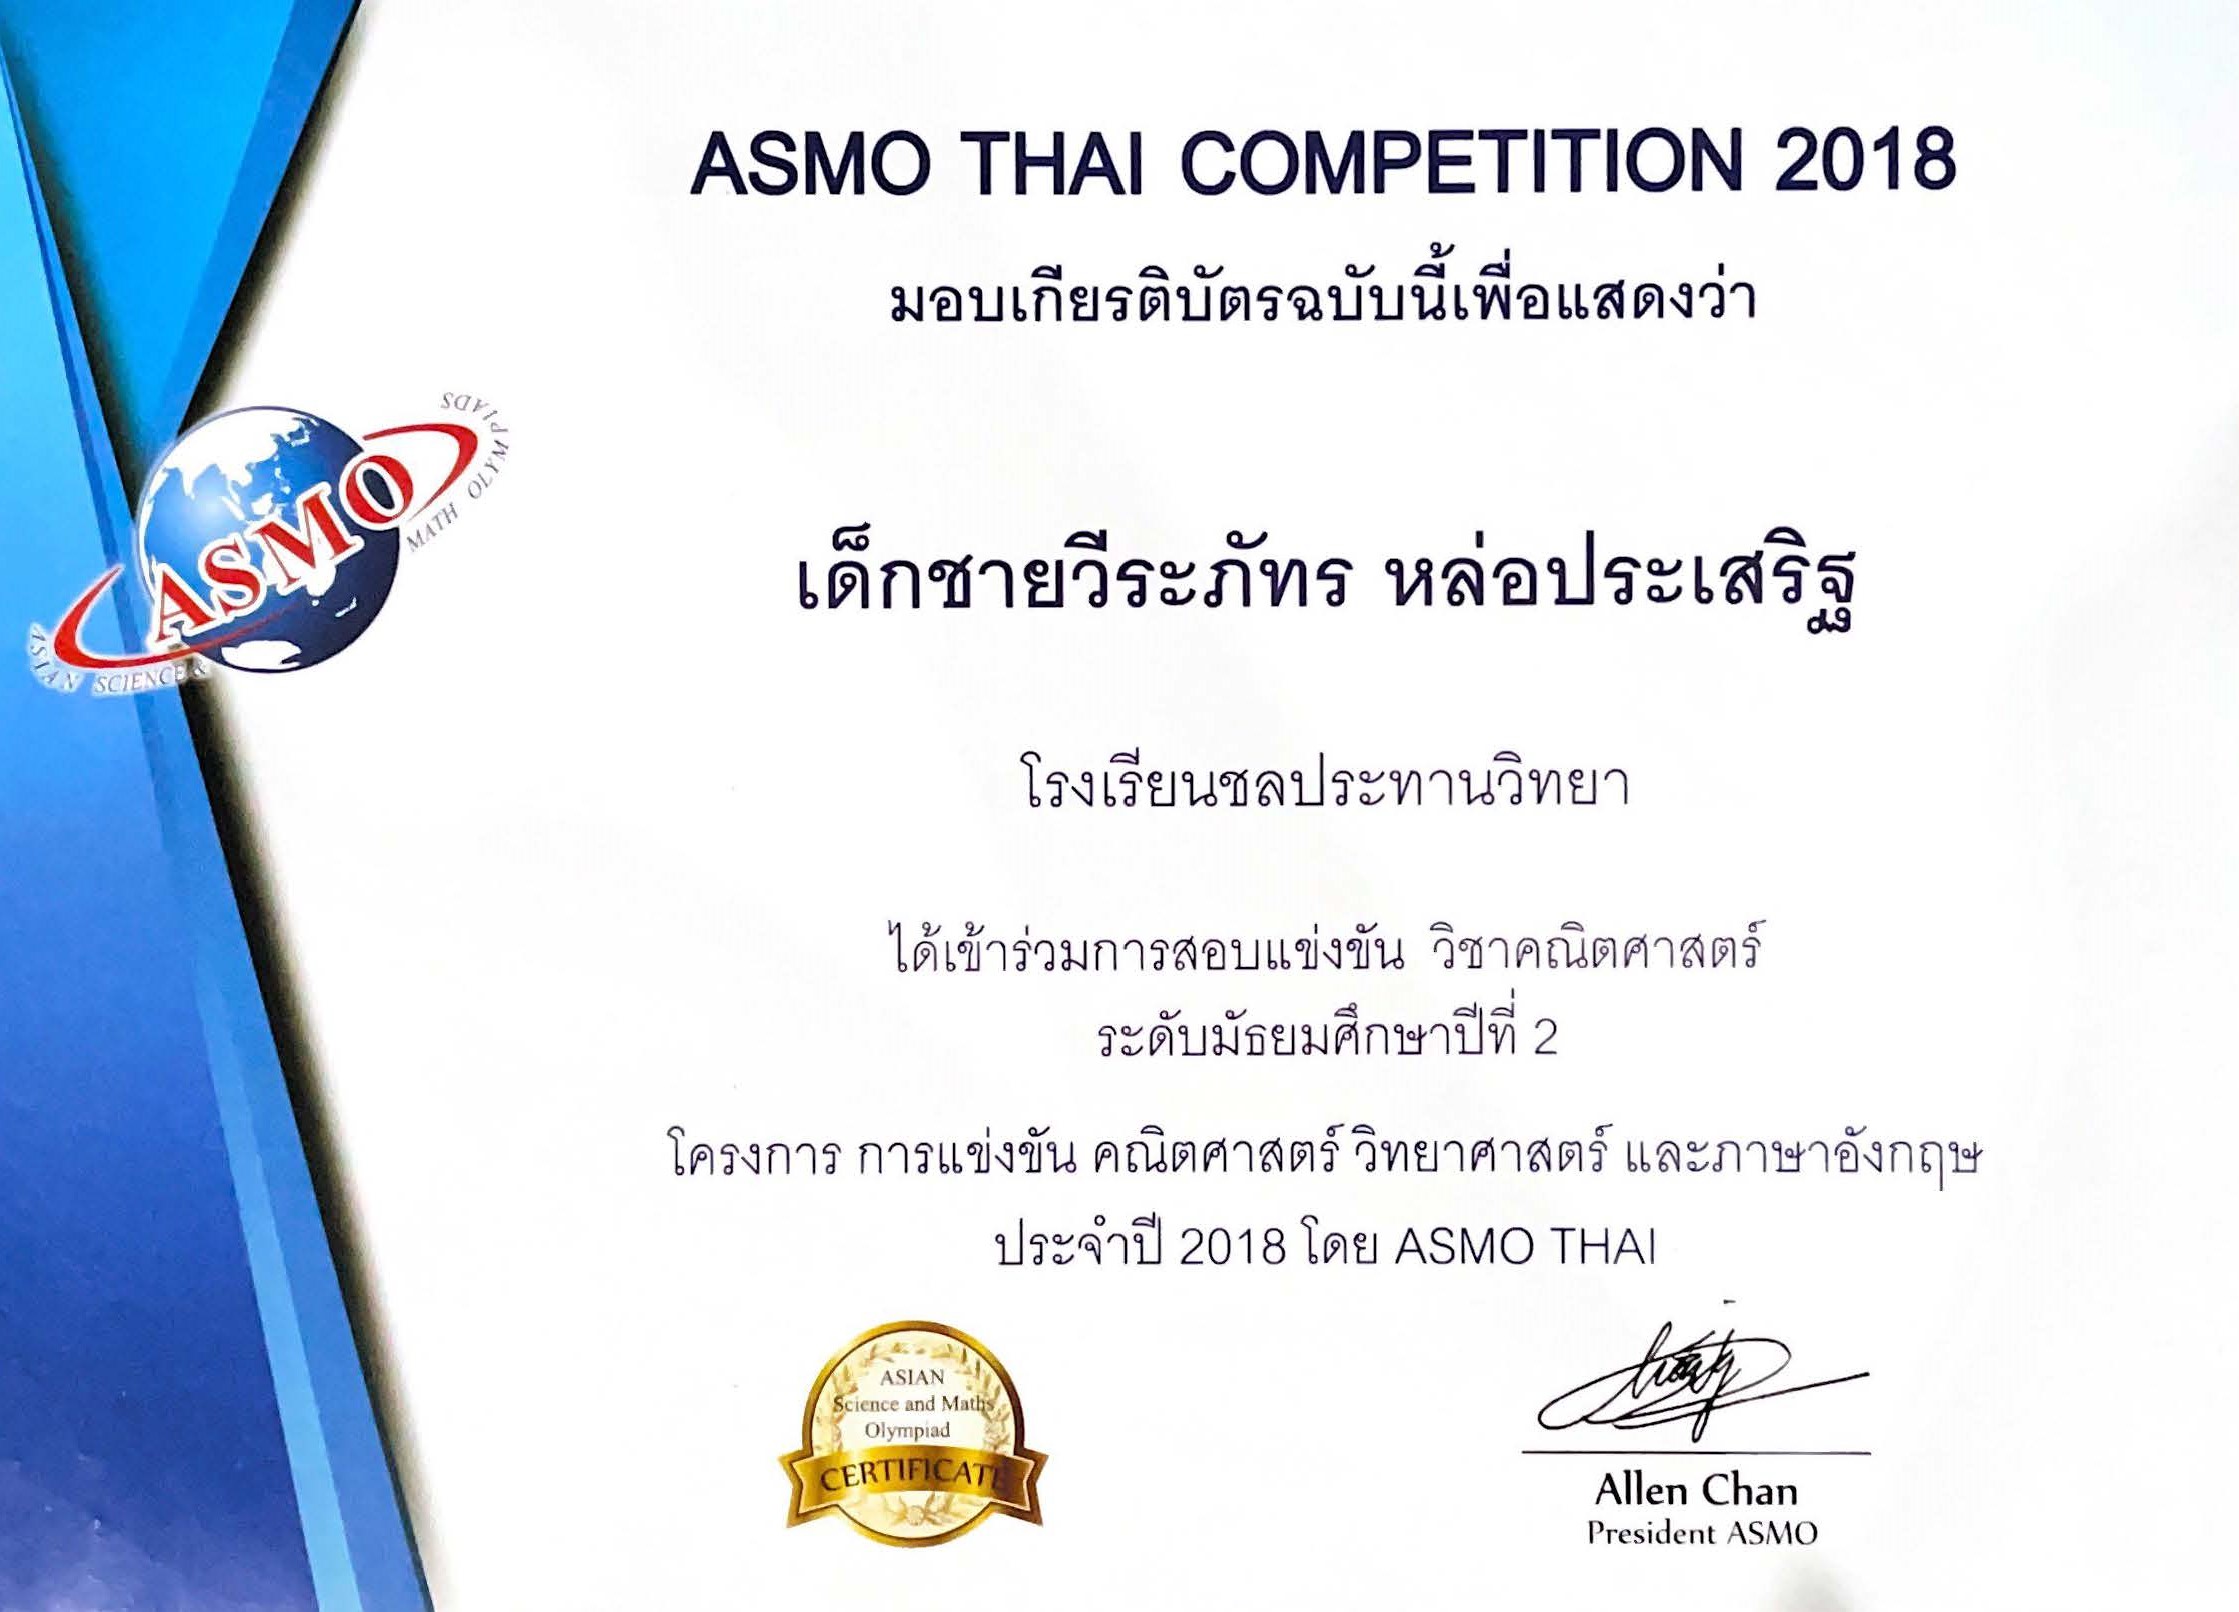 ASMO THAI COMPETITION 2018
มอบเกียรติบัตรฉบับนี้เพื่อแสดงว่า
ASMO
ASIAN SCIENCE & MATH OLYMPIADS
เด็กชายวีระภัทร หล่อประเสริฐ
โรงเรียนชลประทานวิทยา
ได้เข้าร่วมการสอบแข่งขัน วิชาคณิตศาสตร์
ระดับมัธยมศึกษาปีที่ 2
โครงการ การแข่งขัน คณิตศาสตร์ วิทยาศาสตร์ และภาษาอังกฤษ
ประจำปี 2018 โดย ASMO THAI
ASIAN
Science and Maths
Olympiad
CERTIFICATE
Allen Chan
President ASMO